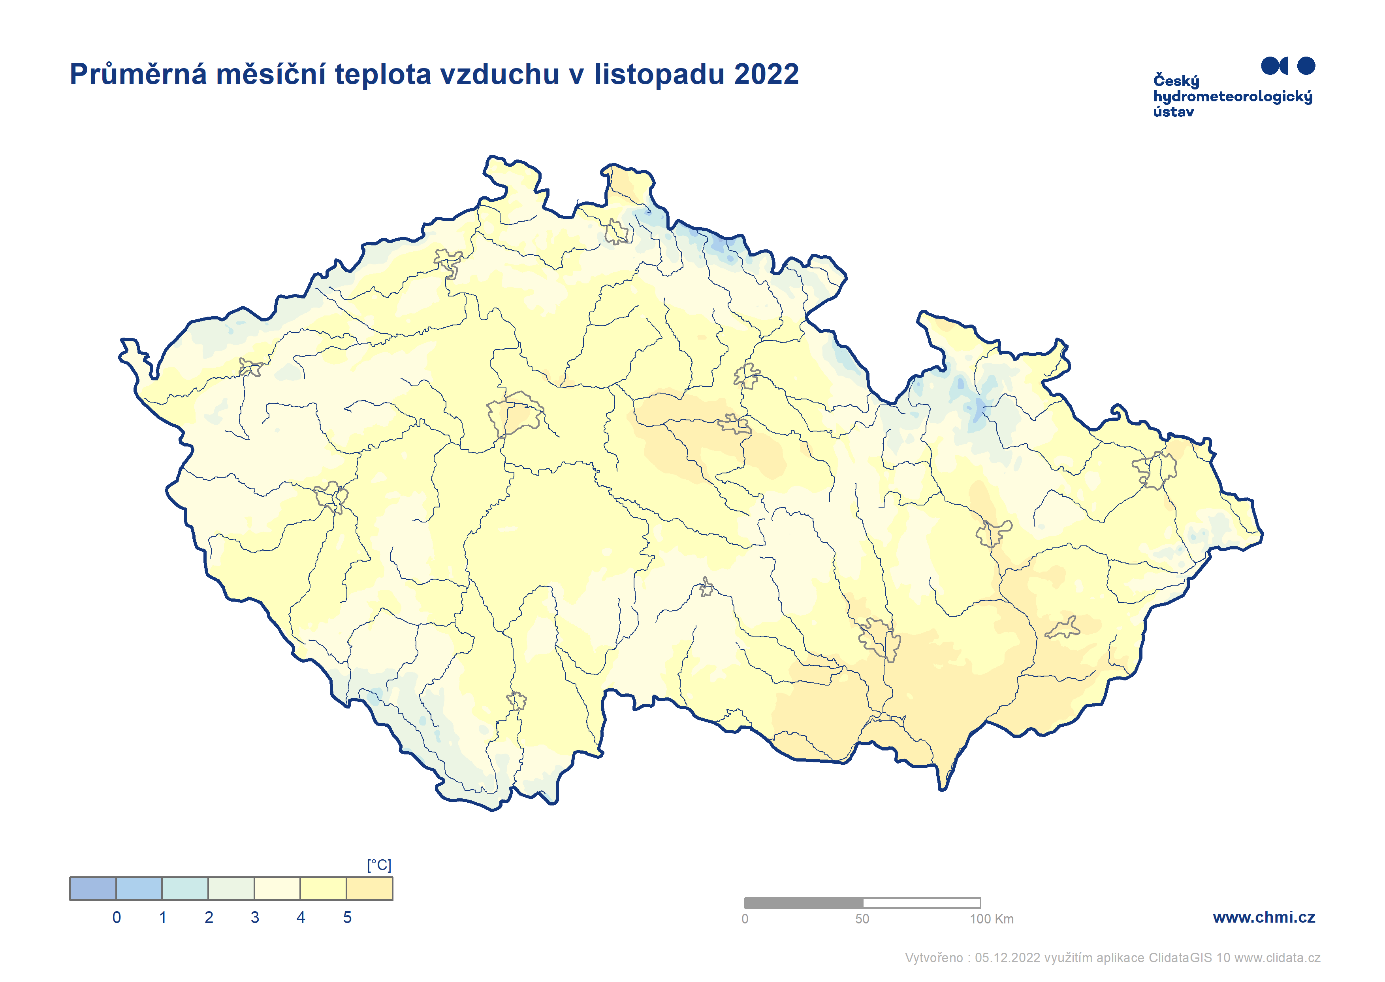 Průměrná měsíční teplota vzduchu v listopadu 2022
Český
hydrometeorologický
ústav
[°C]
0 1 2 3 4 5
0 50 100 Km
www.chmi.cz
Vytvořeno : 05.12.2022 využitím aplikace ClidataGIS 10 www.clidata.cz